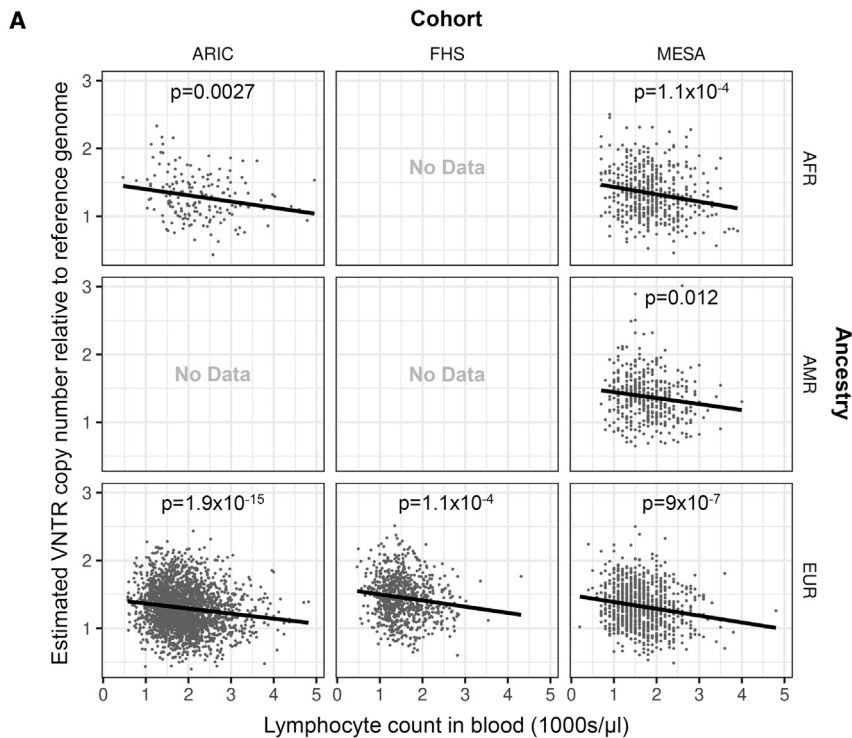 A
Cohort
ARIC
FHS
MESA
Estimated VNTR copy number relative to reference genome
3
2
1
p=0.0027
No Data
p=1.1x10⁻⁴
AFR
3
2
1
No Data
No Data
p=0.012
AMR
Ancestry
3
2
1
p=1.9x10⁻¹⁵
p=1.1x10⁻⁴
p=9x10⁻⁷
EUR
0 1 2 3 4 5 0 1 2 3 4 5 0 1 2 3 4 5
Lymphocyte count in blood (1000s/µl)